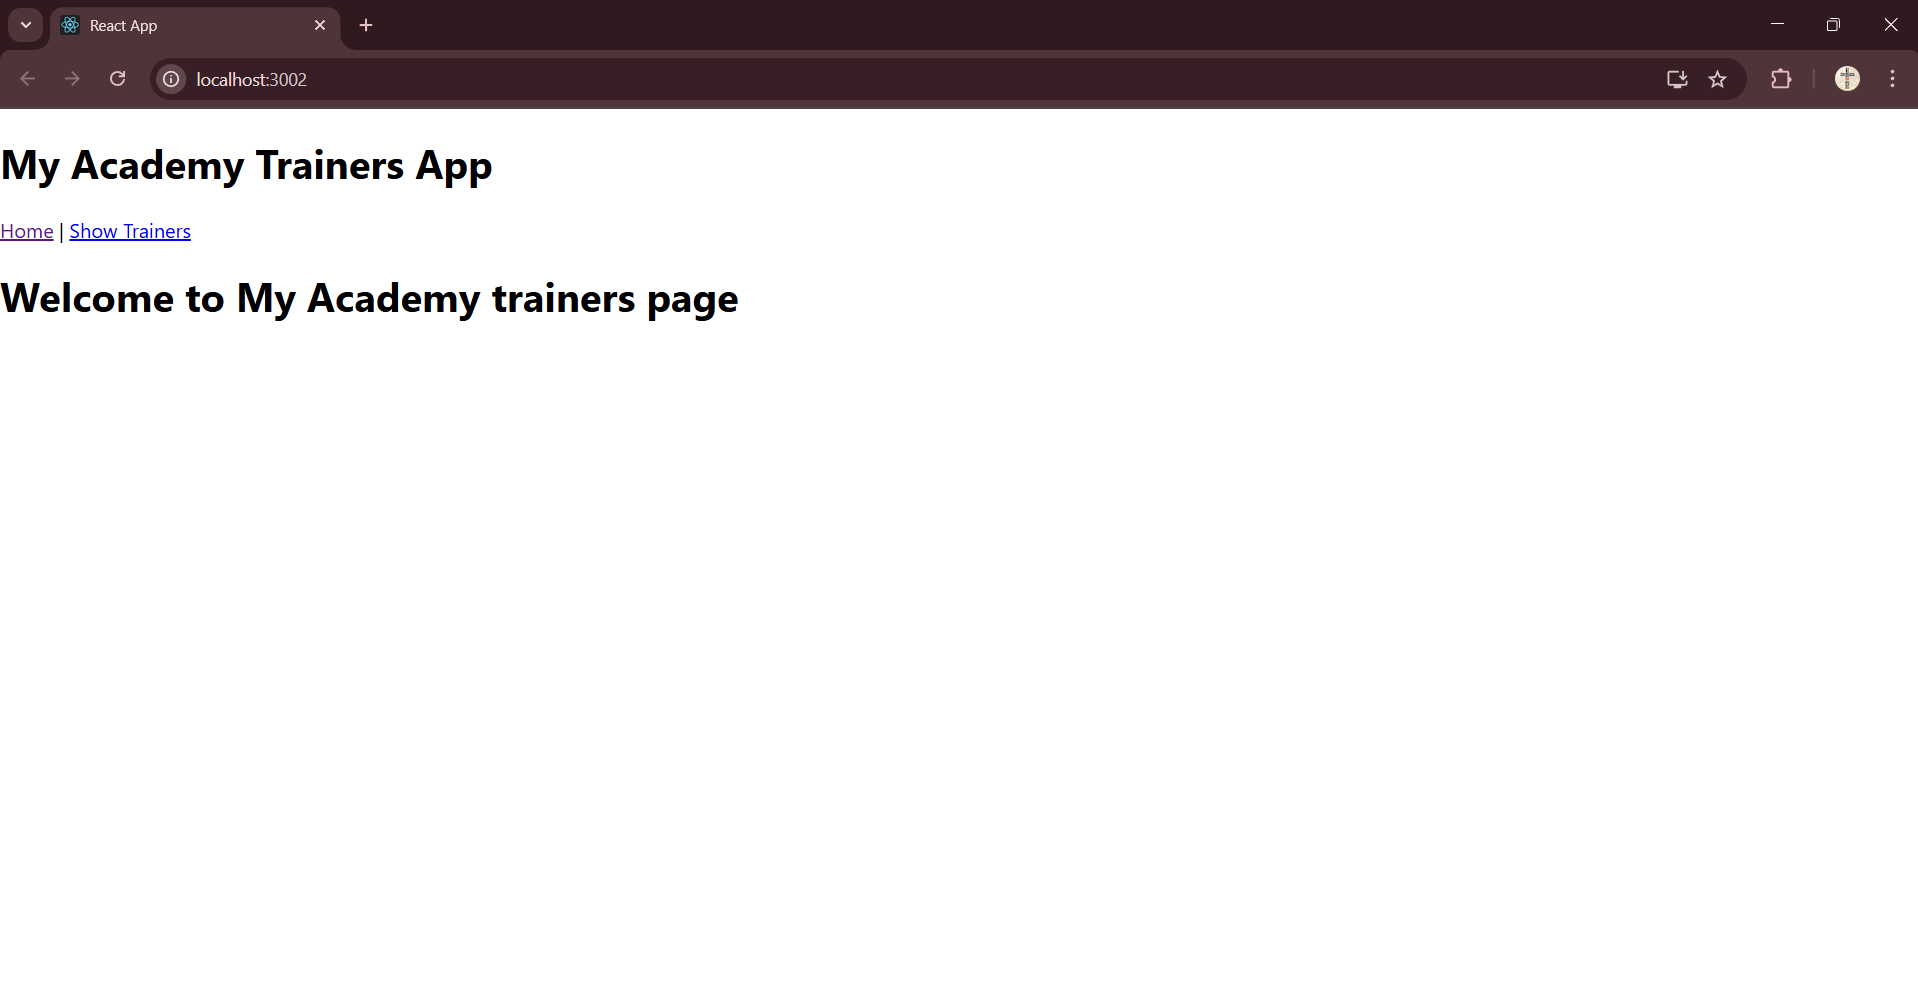 React App
localhost:3002
My Academy Trainers App
Home | Show Trainers
Welcome to My Academy trainers page